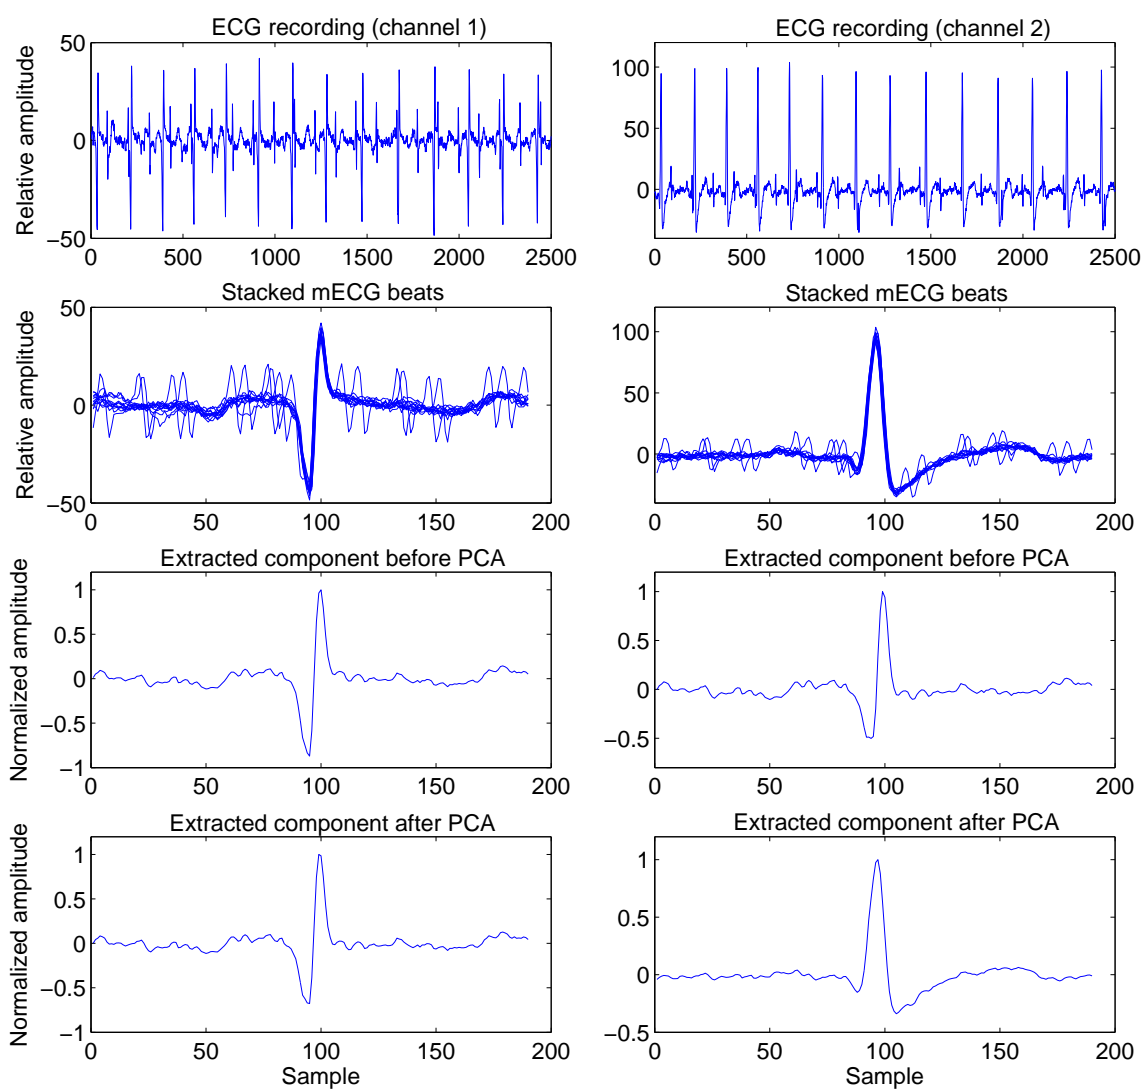 ECG recording (channel 1)
Relative amplitude
50
0
−50
0 500 1000 1500 2000 2500
ECG recording (channel 2)
100
50
0
0 500 1000 1500 2000 2500
Stacked mECG beats
Relative amplitude
50
0
−50
0 50 100 150 200
Stacked mECG beats
100
50
0
0 50 100 150 200
Extracted component before PCA
Normalized amplitude
1
0.5
0
−0.5
−1
0 50 100 150 200
Extracted component before PCA
1
0.5
0
−0.5
0 50 100 150 200
Extracted component after PCA
Normalized amplitude
1
0.5
0
−0.5
−1
0 50 100 150 200
Sample
Extracted component after PCA
1
0.5
0
−0.5
0 50 100 150 200
Sample